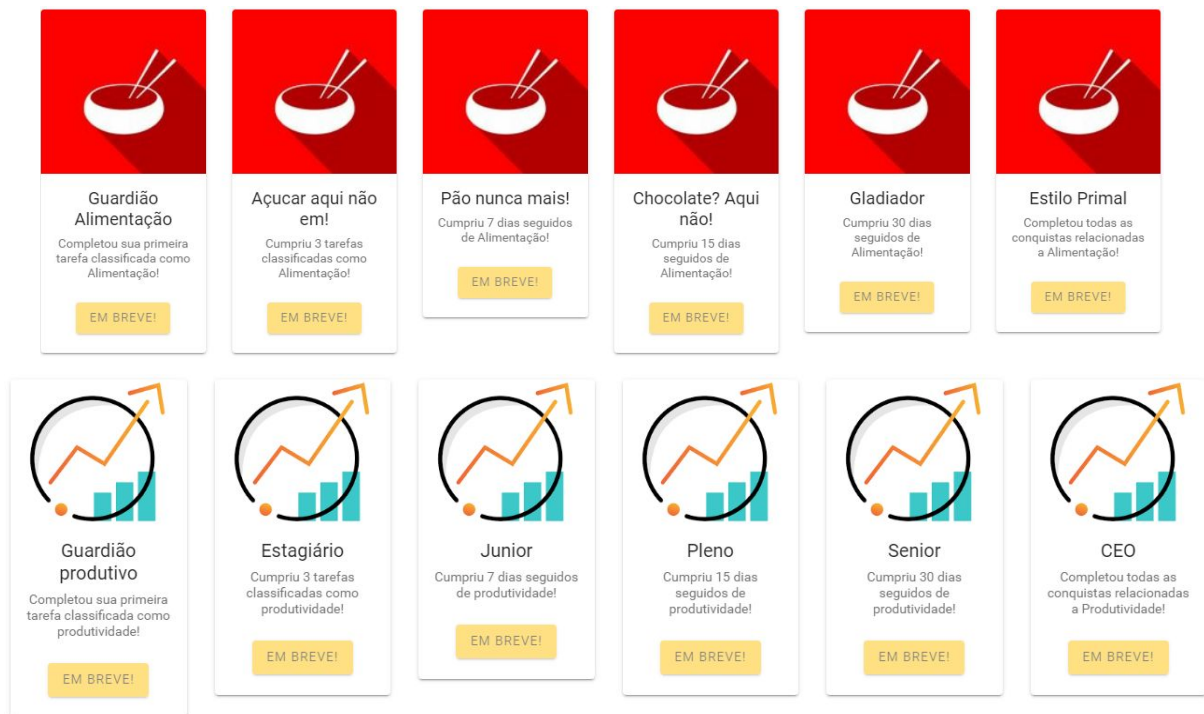 Guardião
Alimentação
Completou sua primeira
tarefa classificada como
Alimentação!
EM BREVE!
Açucar aqui não
em!
Cumpriu 3 tarefas
classificadas como
Alimentação!
EM BREVE!
Pão nunca mais!
Cumpriu 7 dias seguidos
de Alimentação!
EM BREVE!
Chocolate? Aqui
não!
Cumpriu 15 dias
seguidos de
Alimentação!
EM BREVE!
Gladiador
Cumpriu 30 dias
seguidos de
Alimentação!
EM BREVE!
Estilo Primal
Completou todas as
conquistas relacionadas
a Alimentação!
EM BREVE!
Guardião
produtivo
Completou sua primeira
tarefa classificada como
produtividade!
EM BREVE!
Estagiário
Cumpriu 3 tarefas
classificadas como
produtividade!
EM BREVE!
Junior
Cumpriu 7 dias seguidos
de produtividade!
EM BREVE!
Pleno
Cumpriu 15 dias
seguidos de
produtividade!
EM BREVE!
Senior
Cumpriu 30 dias
seguidos de
produtividade!
EM BREVE!
CEO
Completou todas as
conquistas relacionadas
a Produtividade!
EM BREVE!